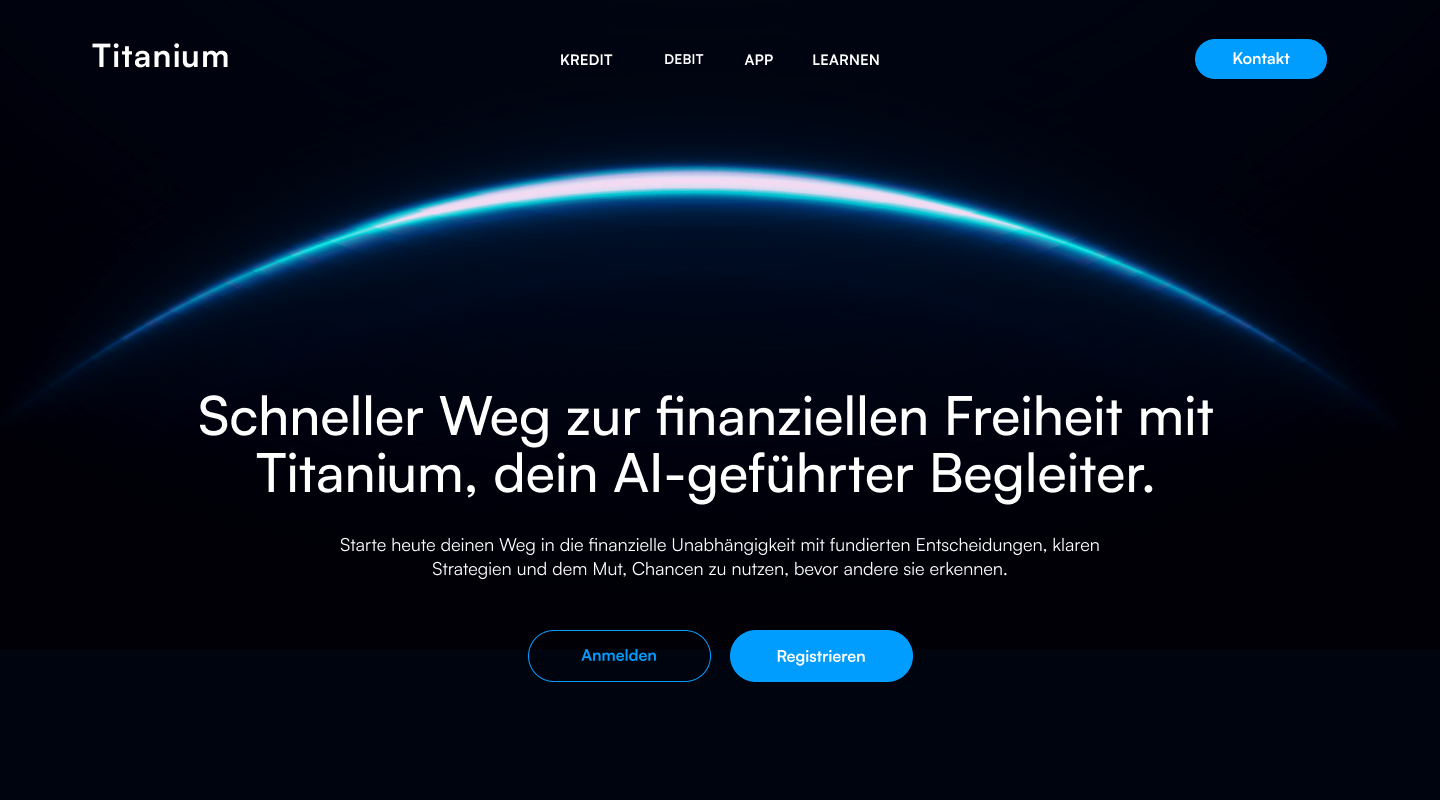 Titanium
KREDIT
DEBIT
APP
LEARNEN
Kontakt
Schneller Weg zur finanziellen Freiheit mit
Titanium, dein AI-geführter Begleiter.
Starte heute deinen Weg in die finanzielle Unabhängigkeit mit fundierten Entscheidungen, klaren
Strategien und dem Mut, Chancen zu nutzen, bevor andere sie erkennen.
Anmelden
Registrieren